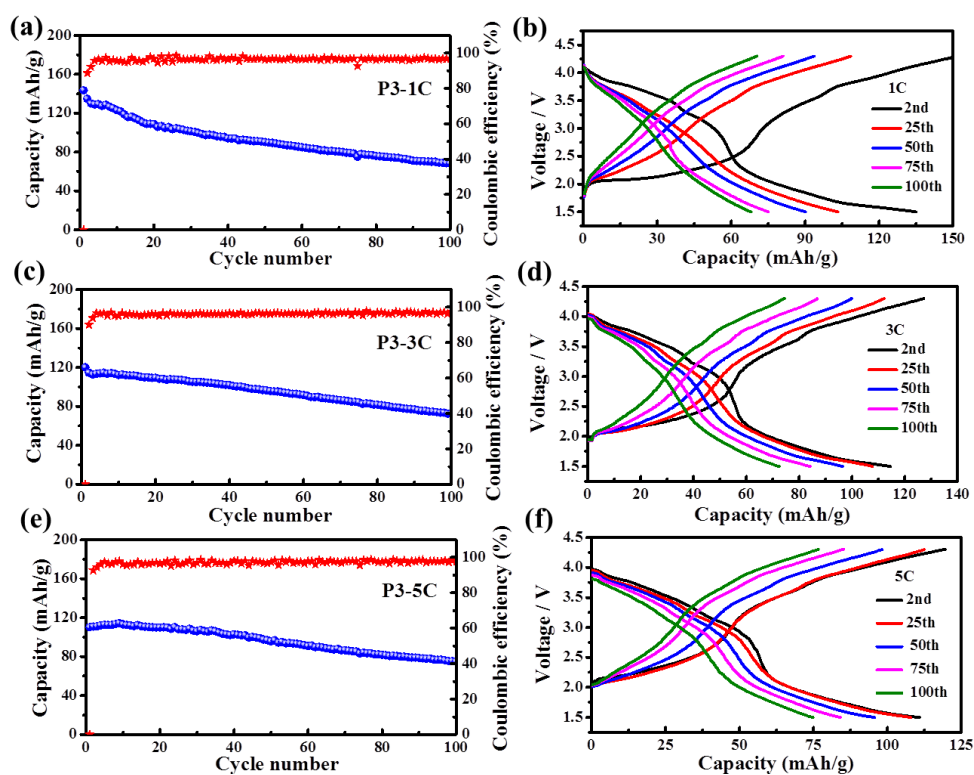 (a)
180
160
120
80
40
0
Capacity (mAh/g)
0 20 40 60 80 100
Cycle number
100
80
60
40
20
0
Coulombic efficiency (%)
P3-1C
(b)
4.5
4.0
3.5
3.0
2.5
2.0
1.5
Voltage / V
0 30 60 90 120 150
Capacity (mAh/g)
1C
2nd
25th
50th
75th
100th
(c)
200
160
120
80
40
0
Capacity (mAh/g)
0 20 40 60 80 100
Cycle number
100
80
60
40
20
0
Coulombic efficiency (%)
P3-3C
(d)
4.5
4.0
3.5
3.0
2.5
2.0
1.5
Voltage / V
0 20 40 60 80 100 120 140
Capacity (mAh/g)
3C
2nd
25th
50th
75th
100th
(e)
200
160
120
80
40
0
Capacity (mAh/g)
0 20 40 60 80 100
Cycle number
100
80
60
40
20
0
Coulombic efficiency (%)
P3-5C
(f)
4.5
4.0
3.5
3.0
2.5
2.0
1.5
Voltage / V
0 25 50 75 100 125
Capacity (mAh/g)
5C
2nd
25th
50th
75th
100th